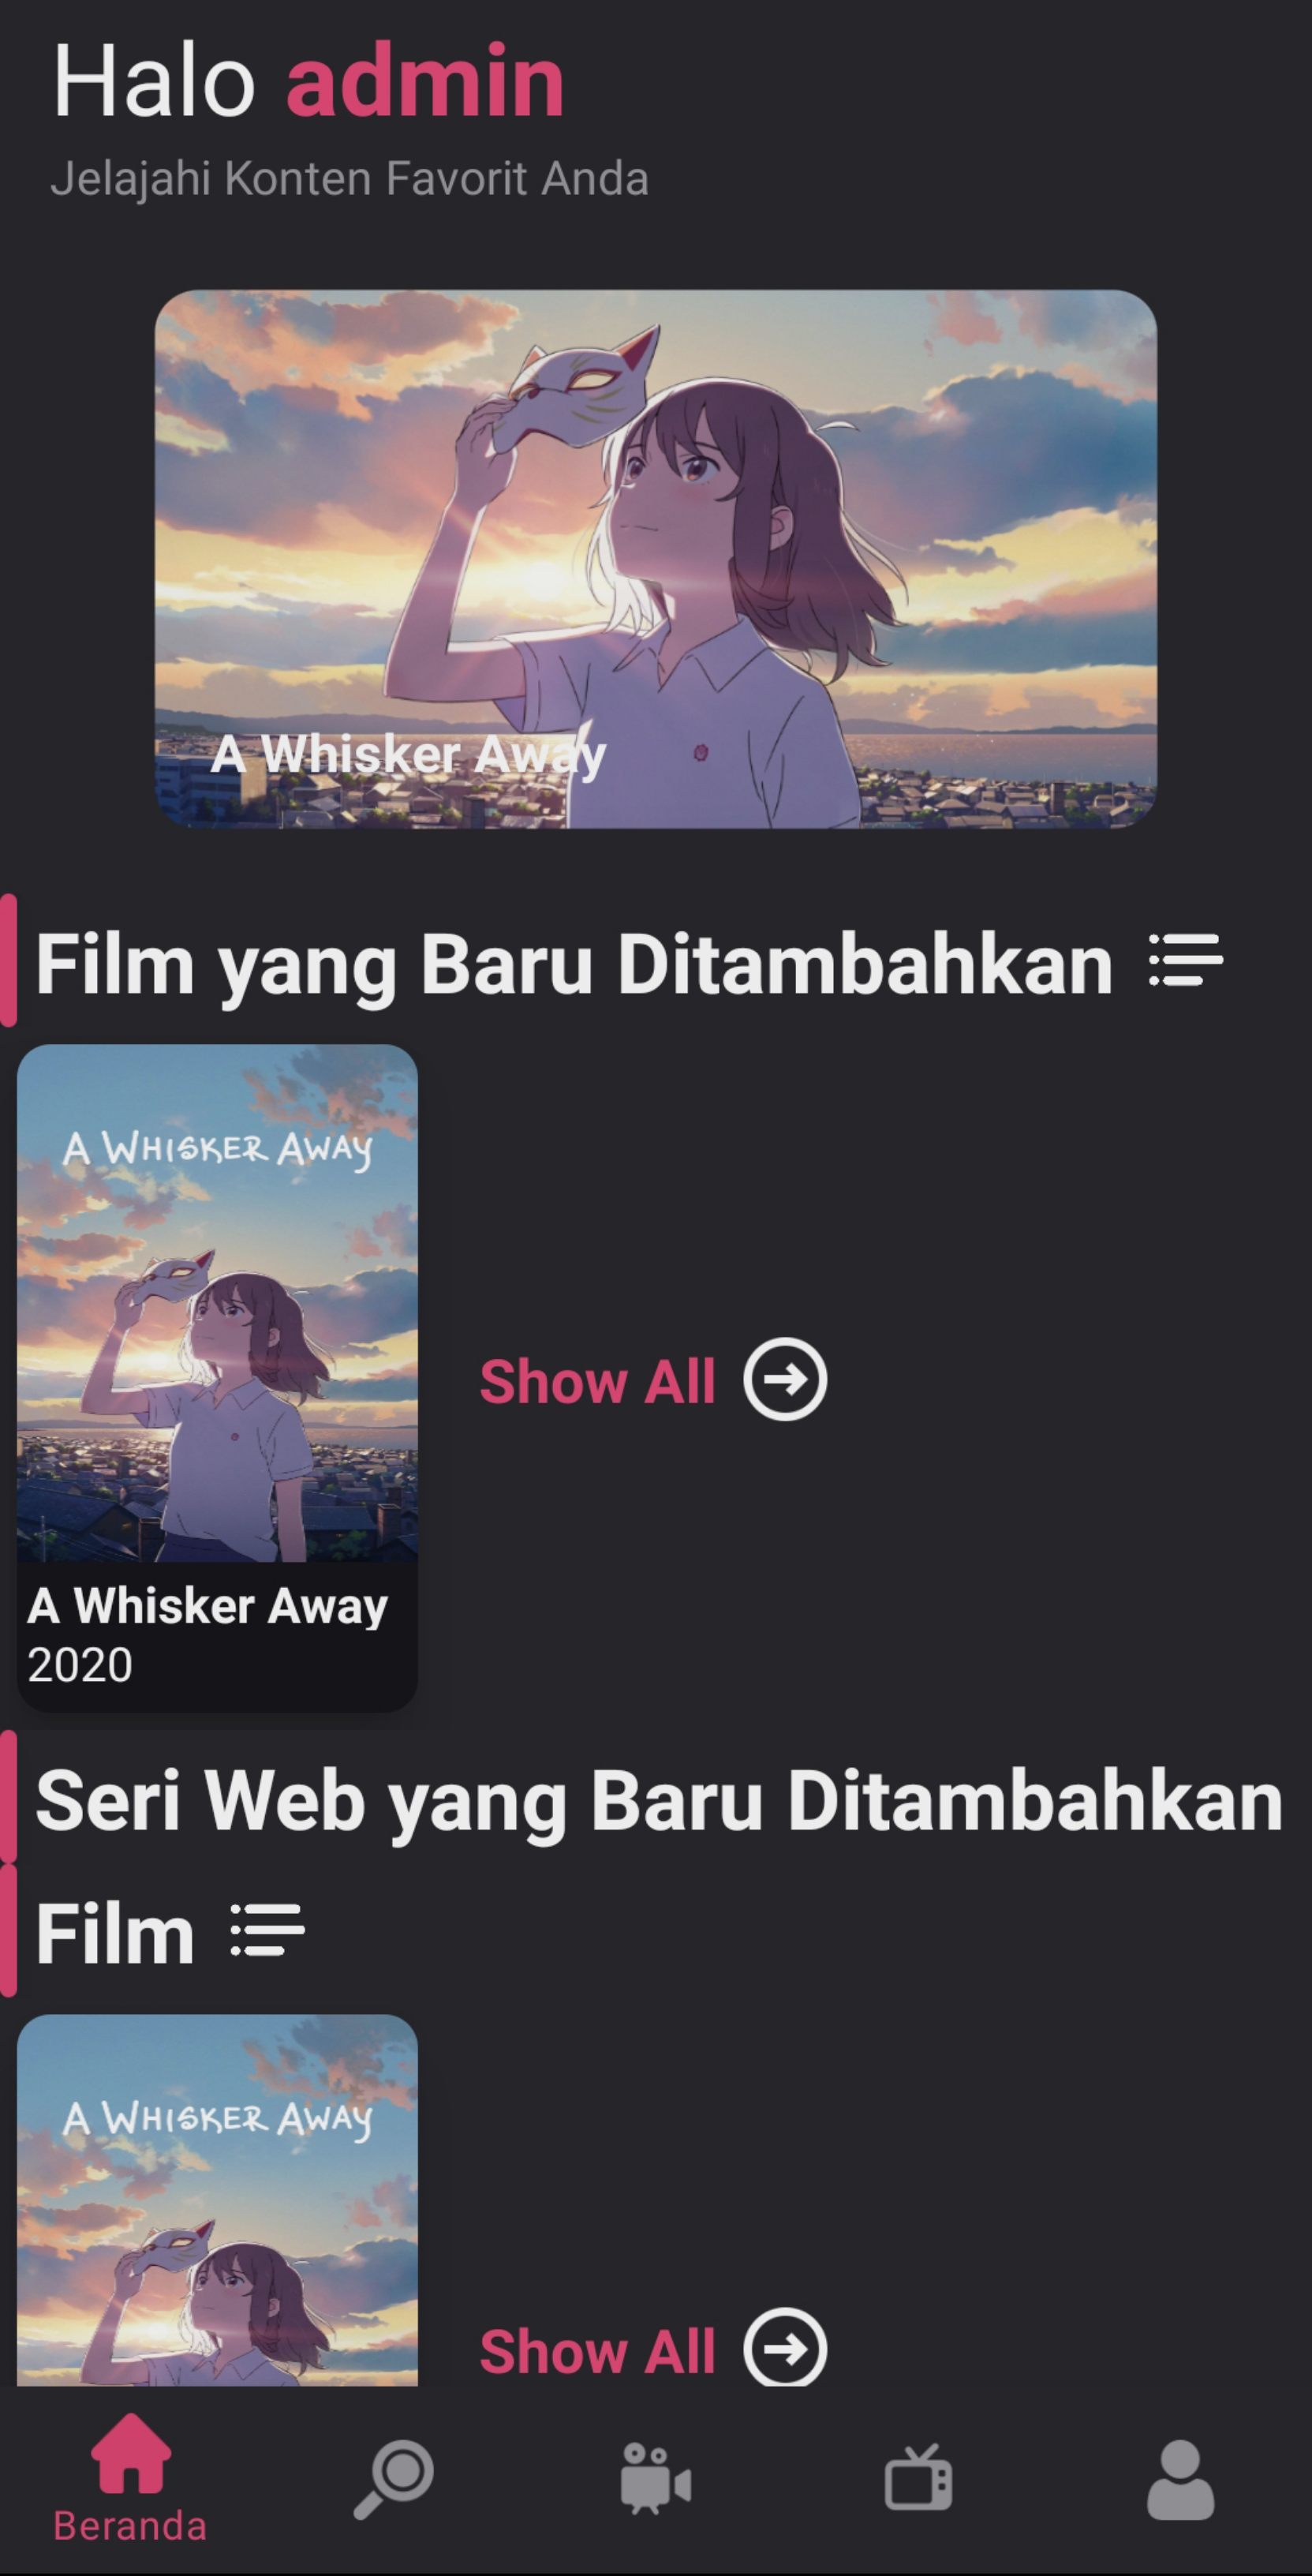 Halo admin
Jelajahi Konten Favorit Anda
A Whisker Away
Film yang Baru Ditambahkan
A WHISKER AWAY
Show All
A Whisker Away
2020
Seri Web yang Baru Ditambahkan
Film
A WHISKER AWAY
Show All
Beranda